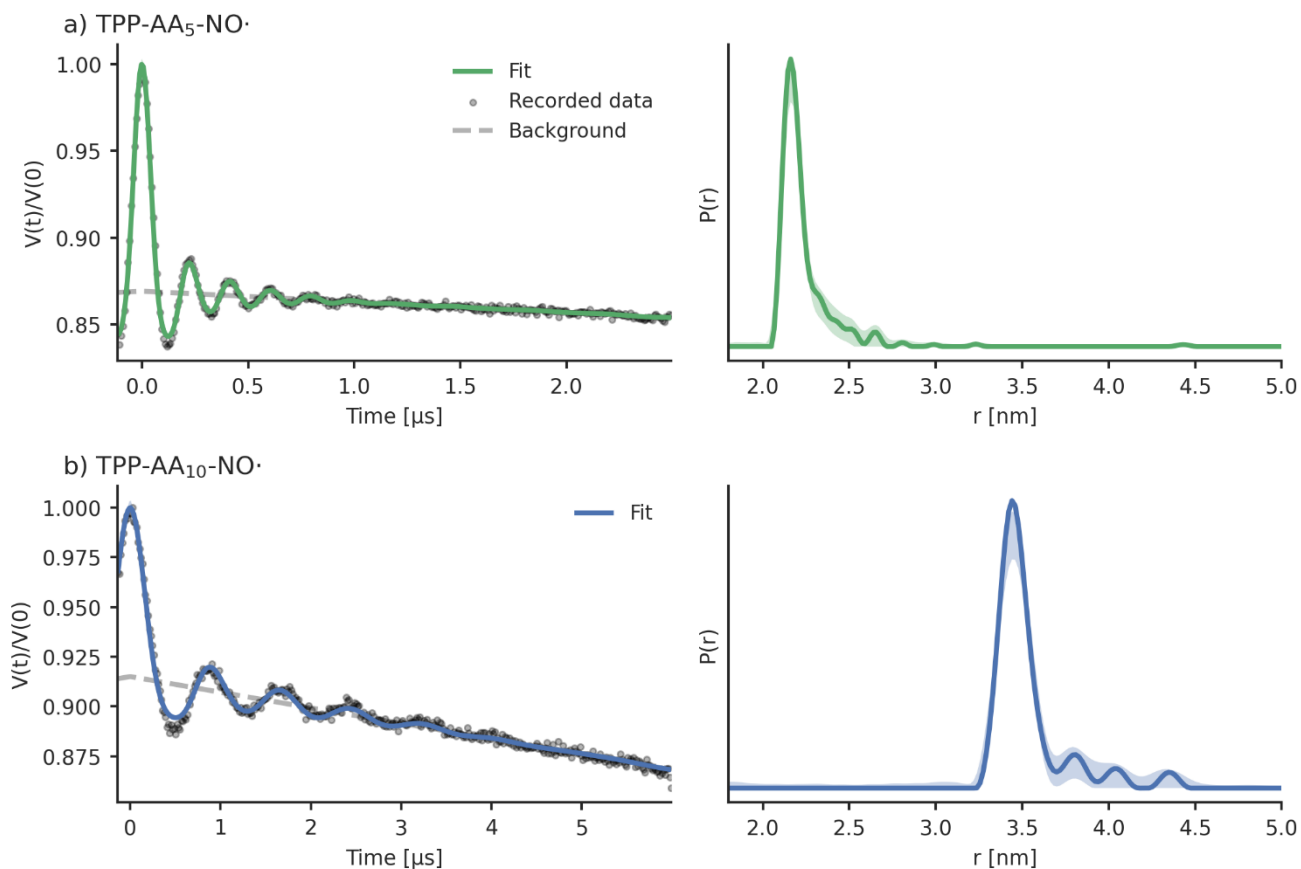 a) TPP-AA₅-NO·
V(t)/V(0)
1.00
0.95
0.90
0.85
Fit
Recorded data
Background
0.0 0.5 1.0 1.5 2.0
Time [µs]
P(r)
2.0 2.5 3.0 3.5 4.0 4.5 5.0
r [nm]
b) TPP-AA₁₀-NO·
V(t)/V(0)
1.000
0.975
0.950
0.925
0.900
0.875
Fit
0 1 2 3 4 5
Time [µs]
P(r)
2.0 2.5 3.0 3.5 4.0 4.5 5.0
r [nm]